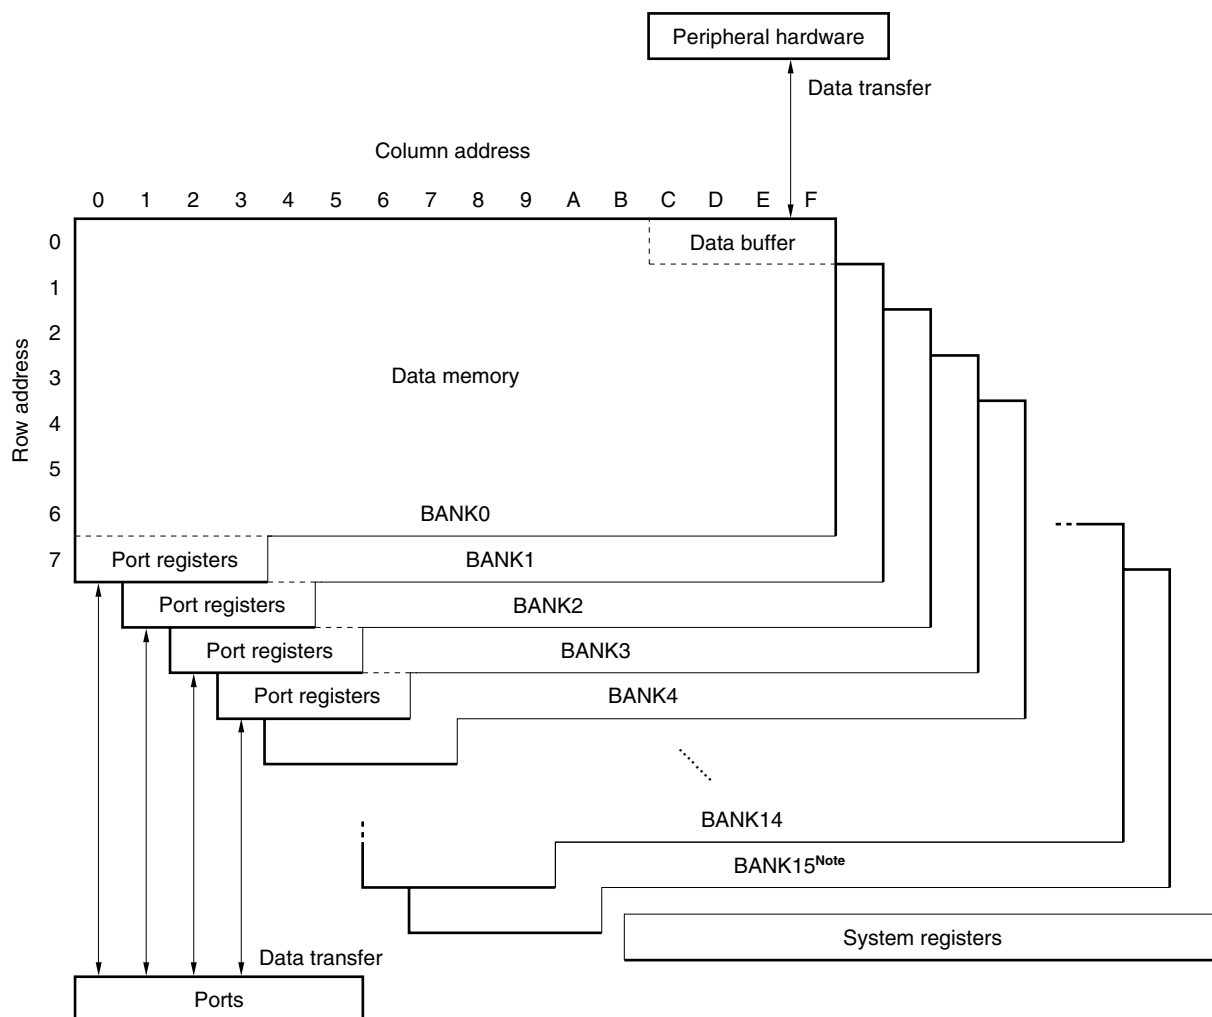 Peripheral hardware
Data transfer
Column address
0 1 2 3 4 5 6 7 8 9 A B C D E F
Row address
0
Data buffer
1
2
3
Data memory
4
5
6
BANK0
7
Port registers
BANK1
Port registers
BANK2
Port registers
BANK3
Port registers
BANK4
BANK14
BANK15Note
System registers
Data transfer
Ports